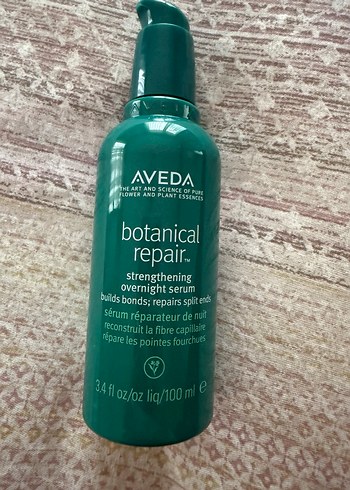 AVEDA
THE ART AND SCIENCE OF PURE
FLOWER AND PLANT ESSENCES
botanical
repair™
strengthening
overnight serum
builds bonds; repairs split ends
sérum réparateur de nuit
reconstruit la fibre capillaire
répare les pointes fourchues
3.4 fl oz/oz liq/100 ml ℮